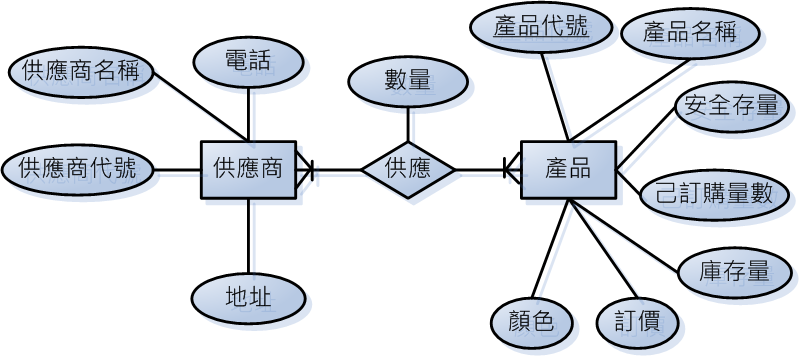 產品代號
產品名稱
供應商名稱
電話
數量
安全存量
供應商代號
供應商
供應
產品
己訂購量數
地址
庫存量
顏色
訂價